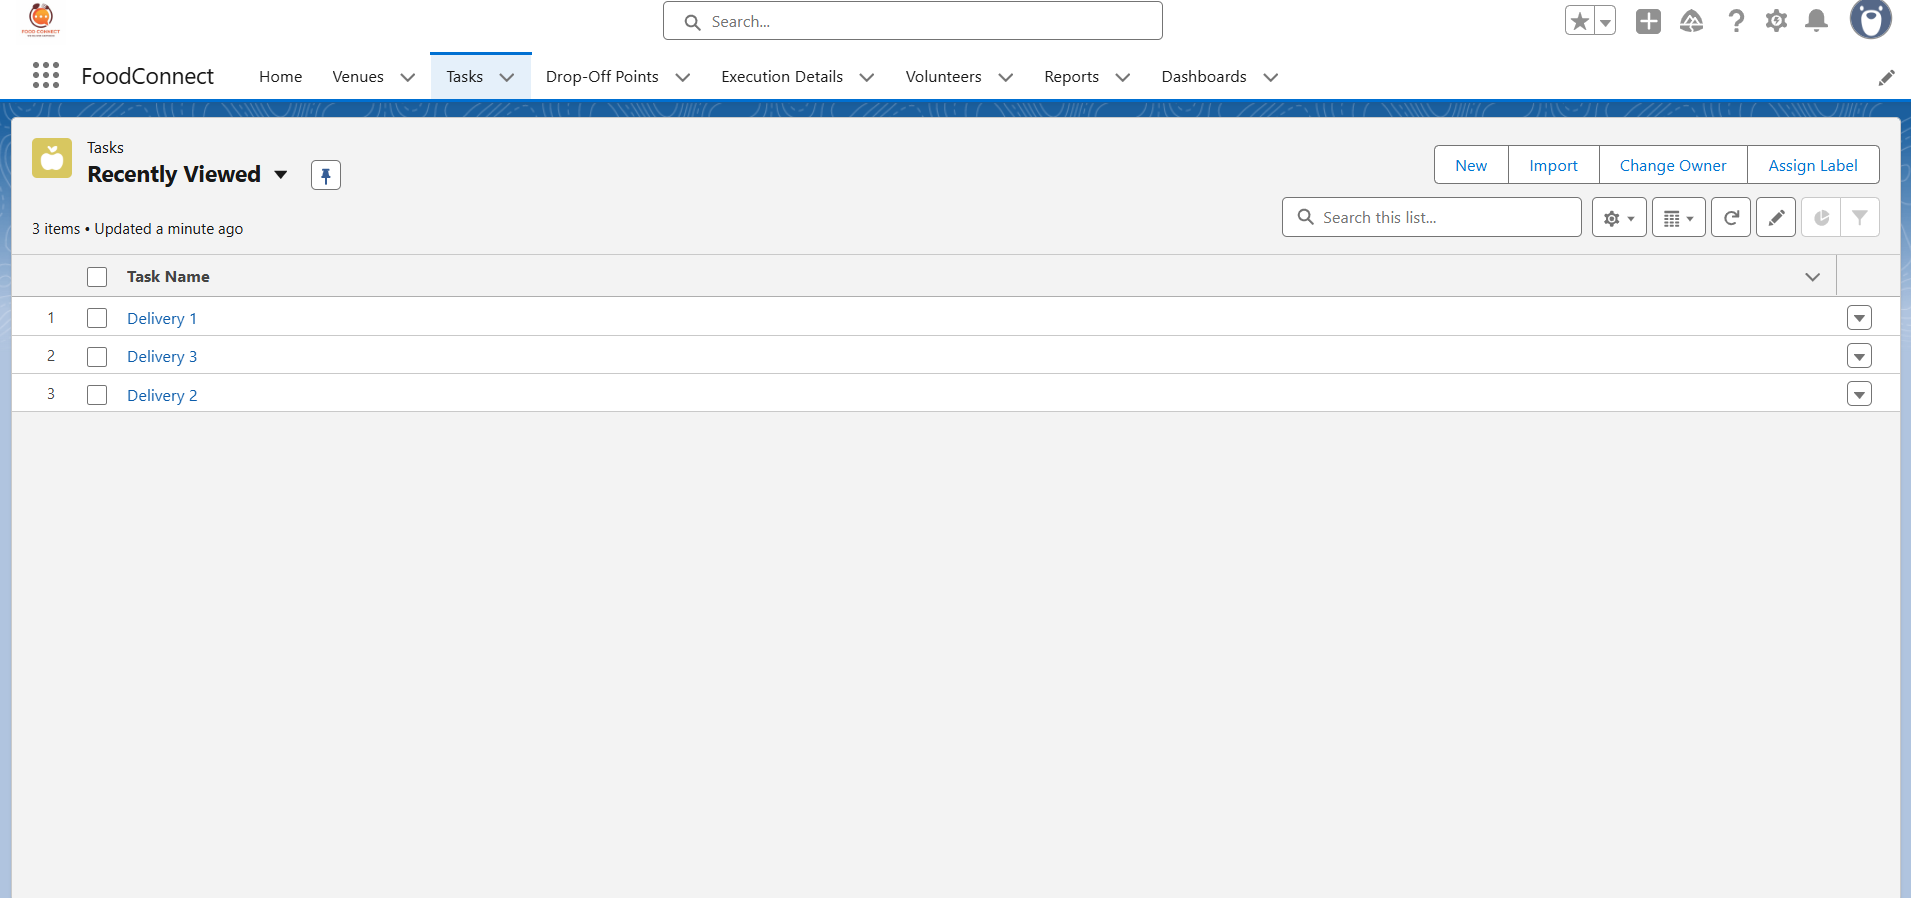 FOOD CONNECT
Search...
FoodConnect Home Venues Tasks Drop-Off Points Execution Details Volunteers Reports Dashboards
Tasks
Recently Viewed
New Import Change Owner Assign Label
3 items • Updated a minute ago
Search this list...
Task Name
1 Delivery 1
2 Delivery 3
3 Delivery 2